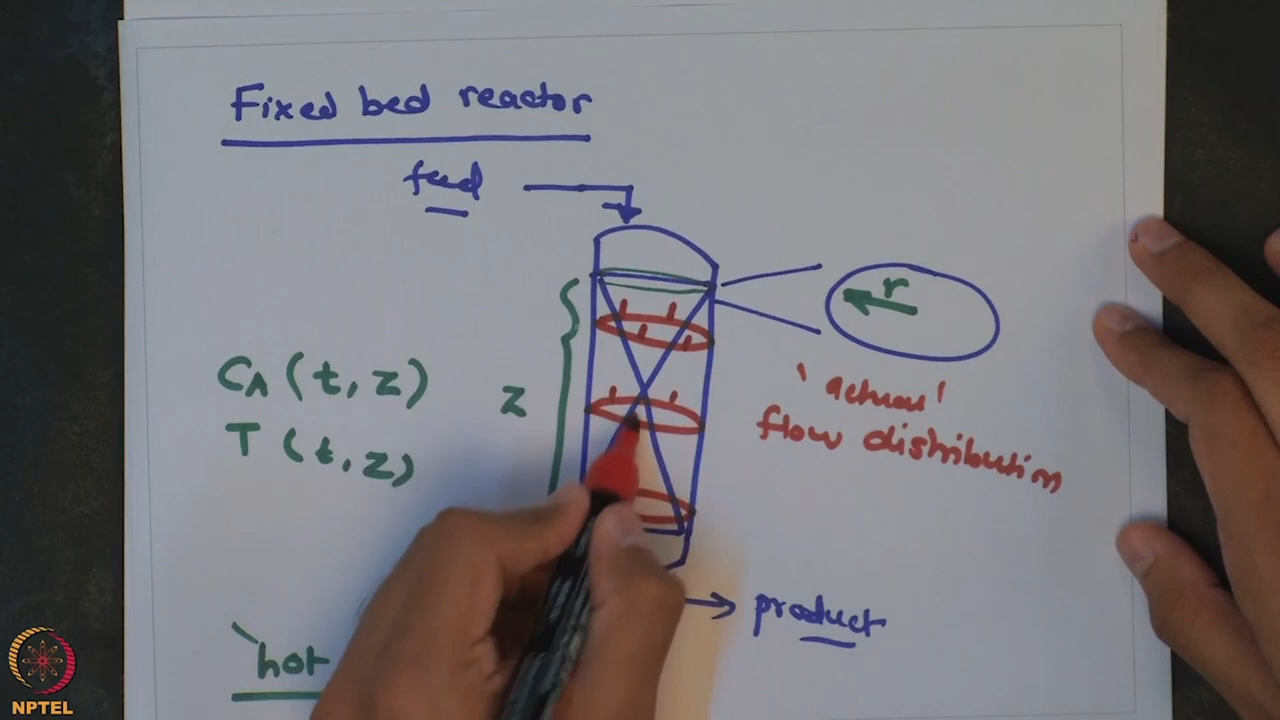 Fixed bed reactor
feed
r
CA (t, z)
z
'actual'
flow distribution
T (t, z)
product
'hot
NPTEL